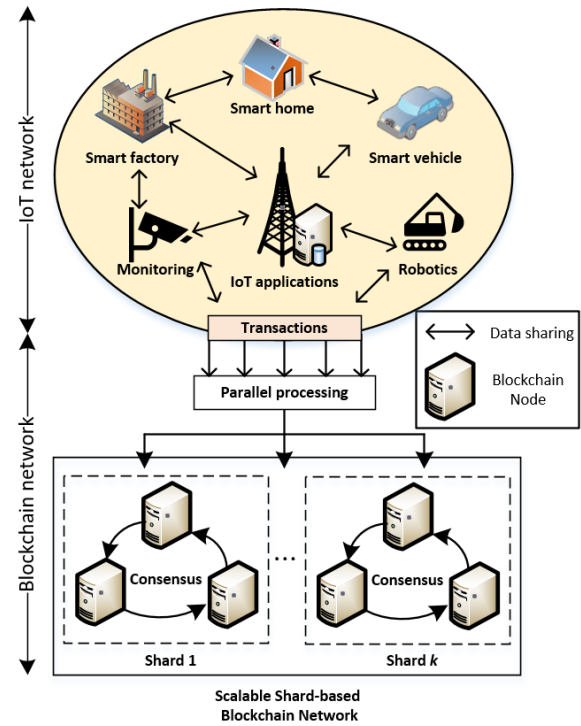 IoT network
Smart home
Smart factory
Smart vehicle
Monitoring
IoT applications
Robotics
Transactions
Data sharing
Blockchain
Node
Parallel processing
Blockchain network
Consensus
...
Consensus
Shard 1
Shard k
Scalable Shard-based
Blockchain Network